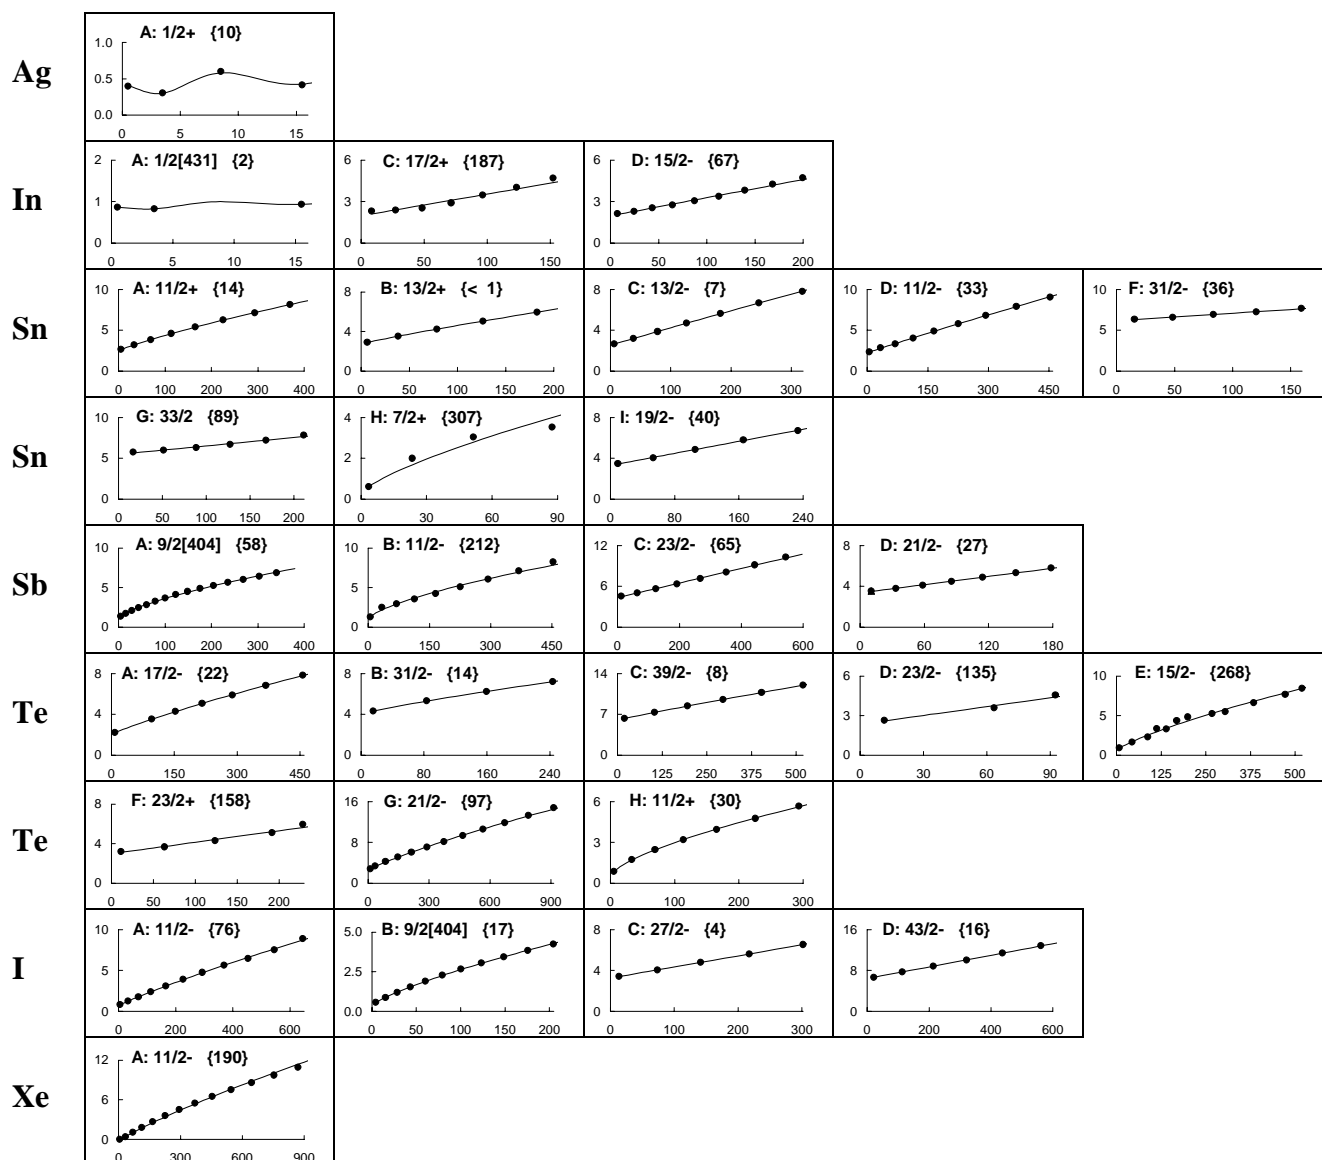 Ag
A: 1/2+ {10}
1.0
0.5
0.0
0 5 10 15
In
A: 1/2[431] {2}
2
1
0
0 5 10 15
C: 17/2+ {187}
6
3
0
0 50 100 150
D: 15/2- {67}
6
3
0
0 50 100 150 200
Sn
A: 11/2+ {14}
10
5
0
0 100 200 300 400
B: 13/2+ {< 1}
8
4
0
0 50 100 150 200
C: 13/2- {7}
8
4
0
0 100 200 300
D: 11/2- {33}
10
5
0
0 150 300 450
F: 31/2- {36}
10
5
0
0 50 100 150
Sn
G: 33/2 {89}
10
5
0
0 50 100 150 200
H: 7/2+ {307}
4
2
0
0 30 60 90
I: 19/2- {40}
8
4
0
0 80 160 240
Sb
A: 9/2[404] {58}
10
5
0
0 100 200 300 400
B: 11/2- {212}
10
5
0
0 150 300 450
C: 23/2- {65}
12
6
0
0 200 400 600
D: 21/2- {27}
8
4
0
0 60 120 180
Te
A: 17/2- {22}
8
4
0
0 150 300 450
B: 31/2- {14}
8
4
0
0 80 160 240
C: 39/2- {8}
14
7
0
0 125 250 375 500
D: 23/2- {135}
6
3
0
0 30 60 90
E: 15/2- {268}
10
5
0
0 125 250 375 500
Te
F: 23/2+ {158}
8
4
0
0 50 100 150 200
G: 21/2- {97}
16
8
0
0 300 600 900
H: 11/2+ {30}
6
3
0
0 100 200 300
I
A: 11/2- {76}
10
5
0
0 200 400 600
B: 9/2[404] {17}
5.0
2.5
0.0
0 50 100 150 200
C: 27/2- {4}
8
4
0
0 100 200 300
D: 43/2- {16}
16
8
0
0 200 400 600
Xe
A: 11/2- {190}
12
6
0
0 300 600 900